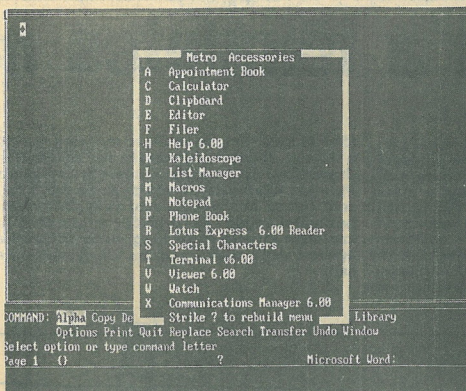 Metro Accessories
A Appointment Book
C Calculator
D Clipboard
E Editor
F Filer
H Help 6.00
K Kaleidoscope
L List Manager
M Macros
N Notepad
P Phone Book
R Lotus Express 6.00 Reader
S Special Characters
T Terminal v6.00
V Viewer 6.00
W Watch
X Communications Manager 6.00
Strike ? to rebuild menu
COMMAND: Alpha Copy De Library
Options Print Quit Replace Search Transfer Undo Window
Select option or type command letter
Page 1 {} ? Microsoft Word: